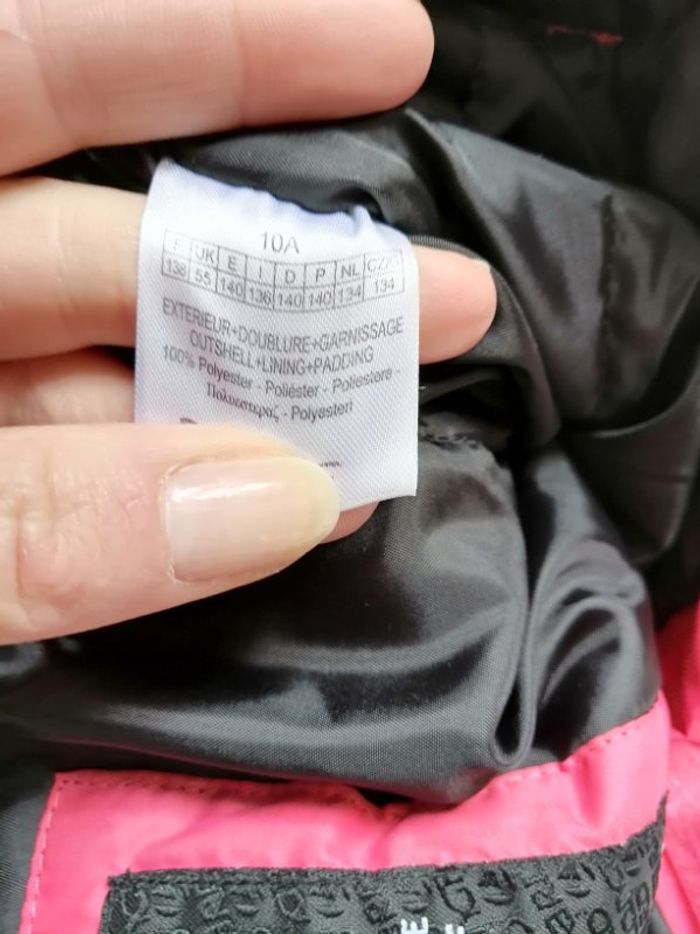 10A
F UK E I D P NL CZ/S
138 55 140 136 140 140 134 134
EXTERIEUR+DOUBLURE+GARNISSAGE
OUTSHELL+LINING+PADDING
100% Polyester - Poliéster - Poliestere -
Πολυεστερας - Polyesteri